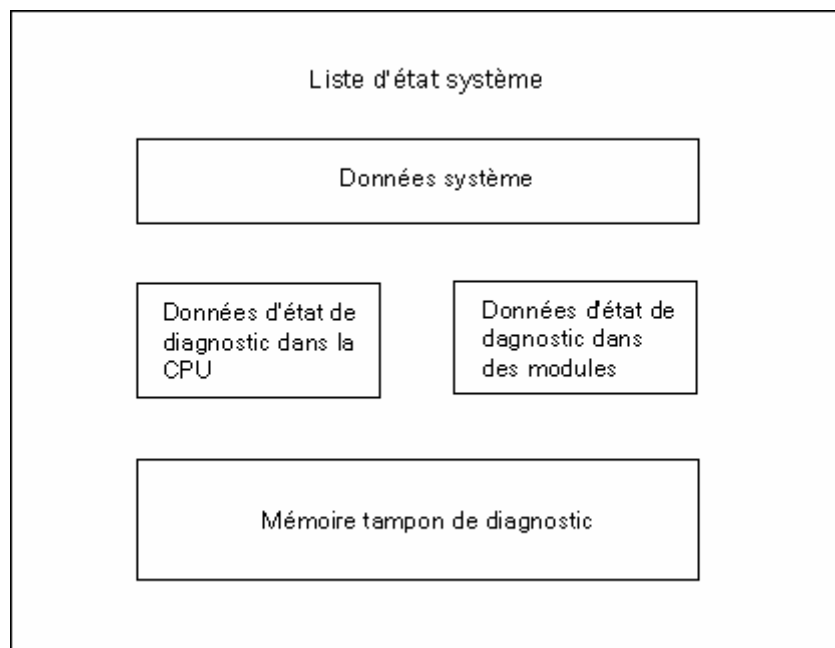 Liste d'état système
Données système
Données d'état de
diagnostic dans la
CPU
Données d'état de
dagnostic dans
des modules
Mémoire tampon de diagnostic